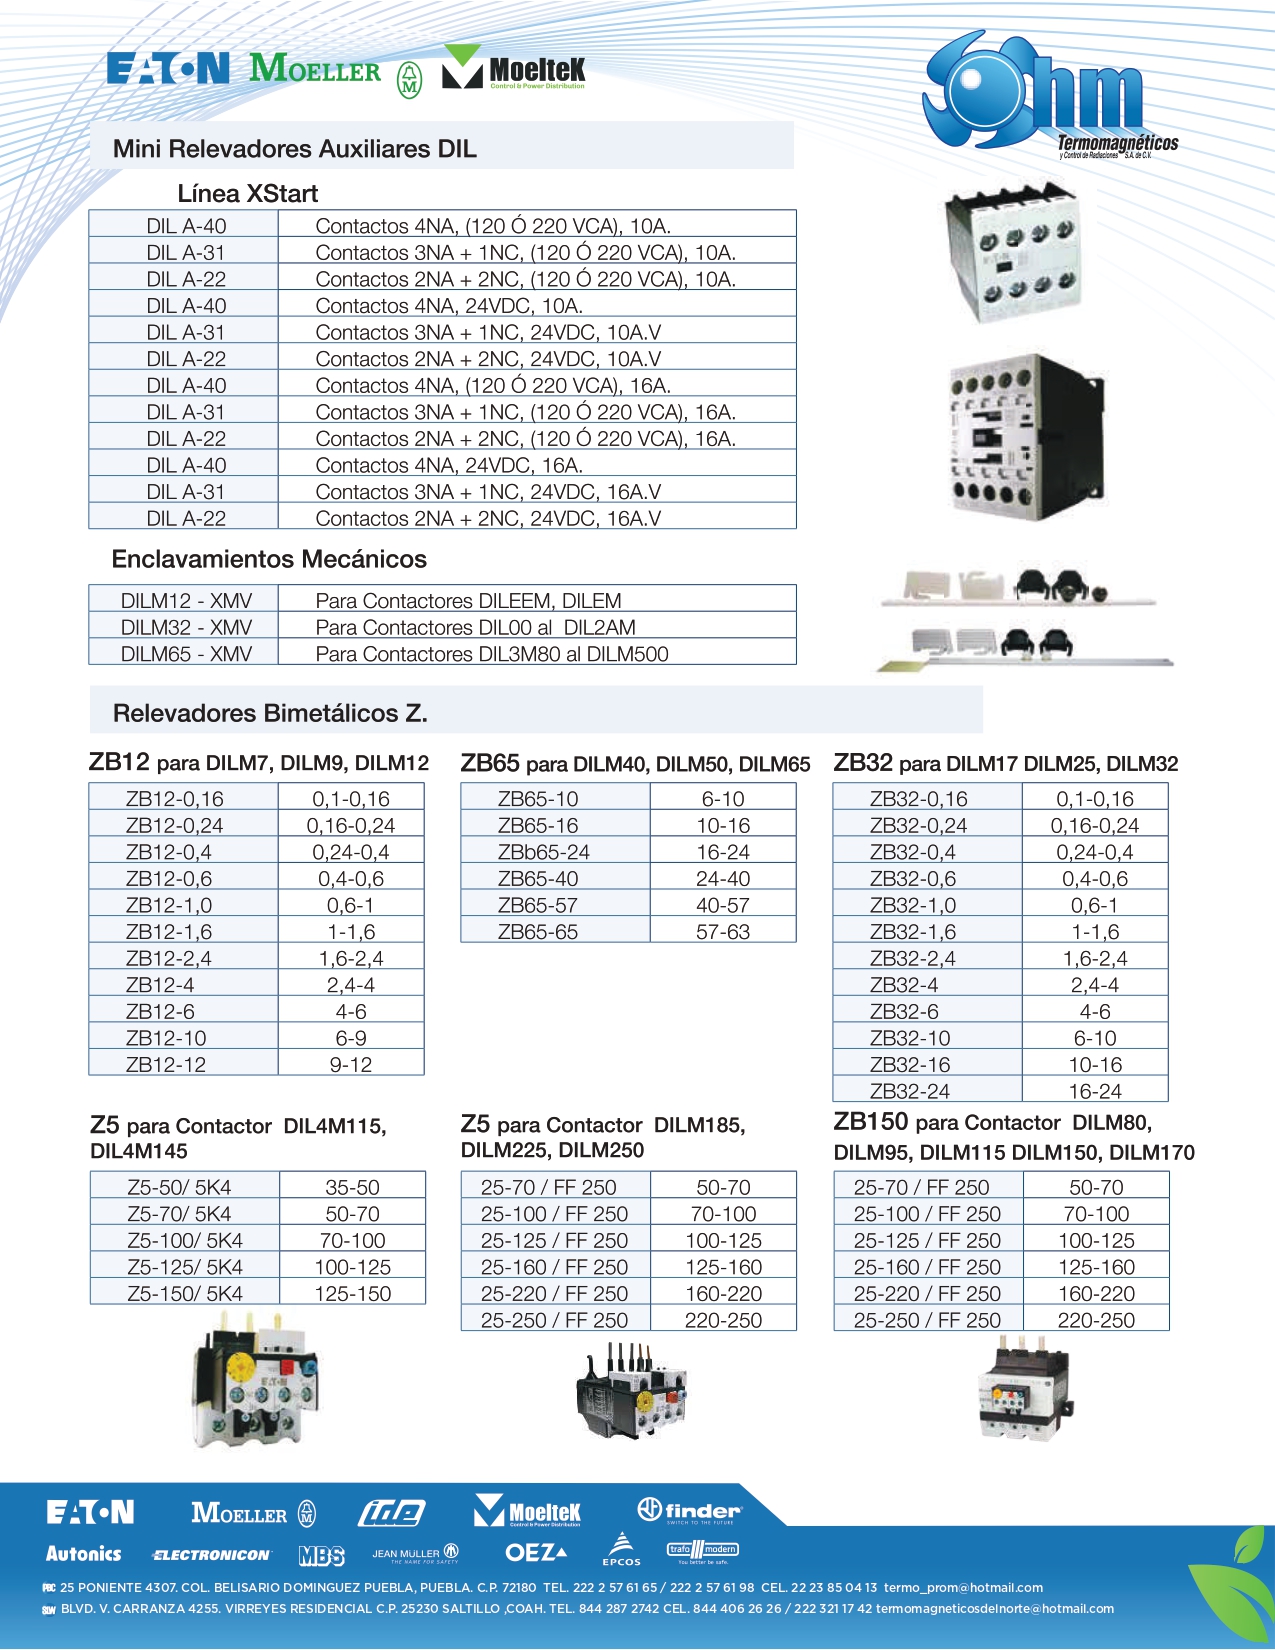 EATON MOELLER MoelteK
Control & Power Distribution
Ohm
Termomagnéticos
y Control de Radiaciones S.A. de C.V.
Mini Relevadores Auxiliares DIL
Línea XStart
DIL A-40 Contactos 4NA, (120 Ó 220 VCA), 10A.
DIL A-31 Contactos 3NA + 1NC, (120 Ó 220 VCA), 10A.
DIL A-22 Contactos 2NA + 2NC, (120 Ó 220 VCA), 10A.
DIL A-40 Contactos 4NA, 24VDC, 10A.
DIL A-31 Contactos 3NA + 1NC, 24VDC, 10A.V
DIL A-22 Contactos 2NA + 2NC, 24VDC, 10A.V
DIL A-40 Contactos 4NA, (120 Ó 220 VCA), 16A.
DIL A-31 Contactos 3NA + 1NC, (120 Ó 220 VCA), 16A.
DIL A-22 Contactos 2NA + 2NC, (120 Ó 220 VCA), 16A.
DIL A-40 Contactos 4NA, 24VDC, 16A.
DIL A-31 Contactos 3NA + 1NC, 24VDC, 16A.V
DIL A-22 Contactos 2NA + 2NC, 24VDC, 16A.V
Enclavamientos Mecánicos
DILM12 - XMV Para Contactores DILEEM, DILEM
DILM32 - XMV Para Contactores DIL00 al DIL2AM
DILM65 - XMV Para Contactores DIL3M80 al DILM500
Relevadores Bimetálicos Z.
ZB12 para DILM7, DILM9, DILM12
ZB12-0,16 0,1-0,16
ZB12-0,24 0,16-0,24
ZB12-0,4 0,24-0,4
ZB12-0,6 0,4-0,6
ZB12-1,0 0,6-1
ZB12-1,6 1-1,6
ZB12-2,4 1,6-2,4
ZB12-4 2,4-4
ZB12-6 4-6
ZB12-10 6-9
ZB12-12 9-12
ZB65 para DILM40, DILM50, DILM65
ZB65-10 6-10
ZB65-16 10-16
ZBb65-24 16-24
ZB65-40 24-40
ZB65-57 40-57
ZB65-65 57-63
ZB32 para DILM17 DILM25, DILM32
ZB32-0,16 0,1-0,16
ZB32-0,24 0,16-0,24
ZB32-0,4 0,24-0,4
ZB32-0,6 0,4-0,6
ZB32-1,0 0,6-1
ZB32-1,6 1-1,6
ZB32-2,4 1,6-2,4
ZB32-4 2,4-4
ZB32-6 4-6
ZB32-10 6-10
ZB32-16 10-16
ZB32-24 16-24
Z5 para Contactor DIL4M115,
DIL4M145
Z5-50/ 5K4 35-50
Z5-70/ 5K4 50-70
Z5-100/ 5K4 70-100
Z5-125/ 5K4 100-125
Z5-150/ 5K4 125-150
Z5 para Contactor DILM185,
DILM225, DILM250
25-70 / FF 250 50-70
25-100 / FF 250 70-100
25-125 / FF 250 100-125
25-160 / FF 250 125-160
25-220 / FF 250 160-220
25-250 / FF 250 220-250
ZB150 para Contactor DILM80,
DILM95, DILM115 DILM150, DILM170
25-70 / FF 250 50-70
25-100 / FF 250 70-100
25-125 / FF 250 100-125
25-160 / FF 250 125-160
25-220 / FF 250 160-220
25-250 / FF 250 220-250
EATON MOELLER ide MoelteK finder
Control & Power Distribution SWITCH TO THE FUTURE
Autonics ELECTRONICON MBS JEAN MÜLLER OEZ EPCOS trafo modern
THE NAME FOR SAFETY You better be safe.
25 PONIENTE 4307. COL. BELISARIO DOMINGUEZ PUEBLA, PUEBLA. C.P. 72180 TEL. 222 2 57 61 65 / 222 2 57 61 98 CEL. 22 23 85 04 13 termo_prom@hotmail.com
BLVD. V. CARRANZA 4255. VIRREYES RESIDENCIAL C.P. 25230 SALTILLO ,COAH. TEL. 844 287 2742 CEL. 844 406 26 26 / 222 321 17 42 termomagneticosdelnorte@hotmail.com